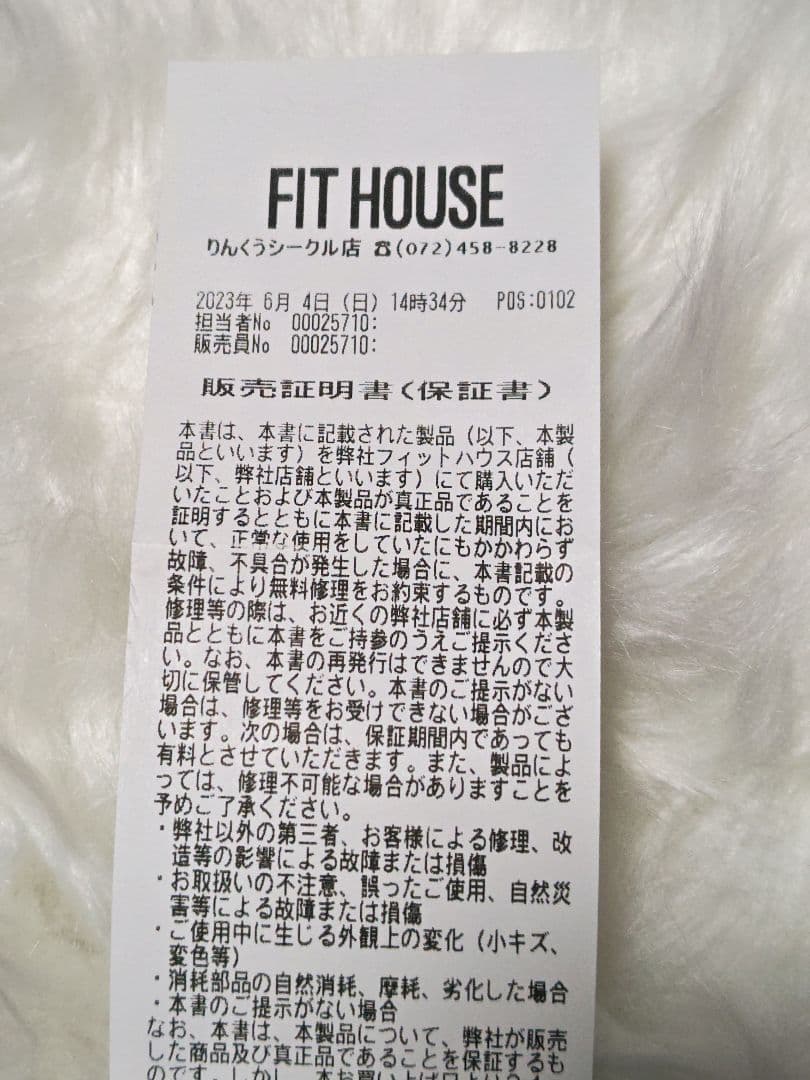 FIT HOUSE
りんくうシークル店 ☎(072)458-8228
2023年 6月 4日（日）14時34分 POS:0102
担当者No 00025710:
販売員No 00025710:
販売証明書(保証書)
本書は、本書に記載された製品（以下、本製
品といいます）を弊社フィットハウス店舗（
以下、弊社店舗といいます）にて購入いただ
いたことおよび本製品が真正品であることを
証明するとともに本書に記載した期間内にお
いて、正常な使用をしていたにもかかわらず
故障、不具合が発生した場合に、本書記載の
条件により無料修理をお約束するものです。
修理等の際は、お近くの弊社店舗に必ず本製
品とともに本書をご持参のうえご提示くださ
い。なお、本書の再発行はできませんので大
切に保管してください。本書のご提示がない
場合は、修理等をお受けできない場合がござ
います。次の場合は、保証期間内であっても
有料とさせていただきます。また、製品によ
っては、修理不可能な場合がありますことを
予めご了承ください。
・弊社以外の第三者、お客様による修理、改
造等の影響による故障または損傷
・お取扱いの不注意、誤ったご使用、自然災
害等による故障または損傷
・ご使用中に生じる外観上の変化（小キズ、
変色等）
・消耗部品の自然消耗、摩耗、劣化した場合
・本書のご提示がない場合
なお、本書は、本製品について、弊社が販売
した商品及び真正品であることを保証するも
のです。しかし、本お買い上げ日より